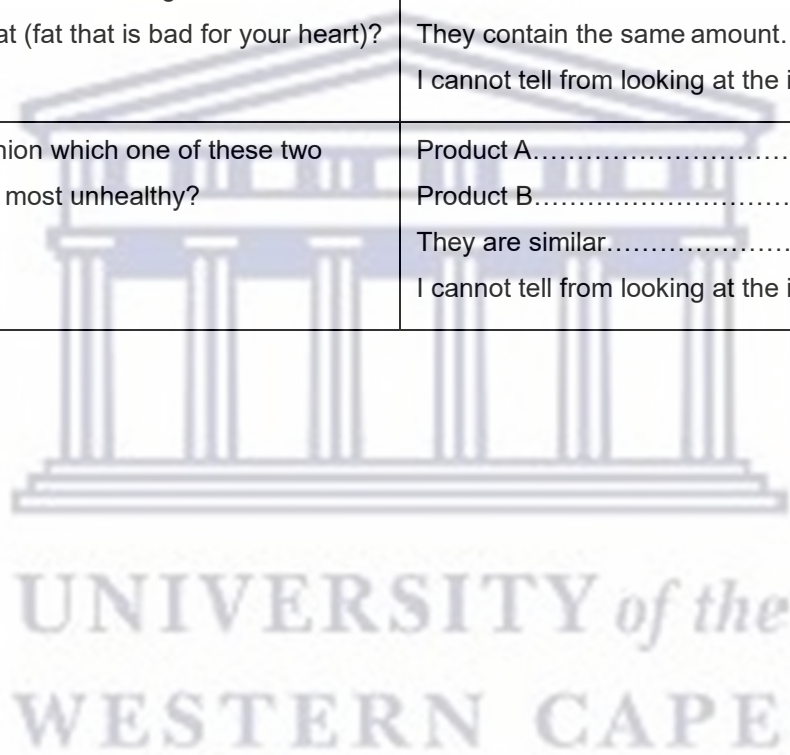 at (fat that is bad for your heart)?
They contain the same amount.
I cannot tell from looking at the i
nion which one of these two
most unhealthy?
Product A
Product B
They are similar
I cannot tell from looking at the i
UNIVERSITY of the
WESTERN CAPE